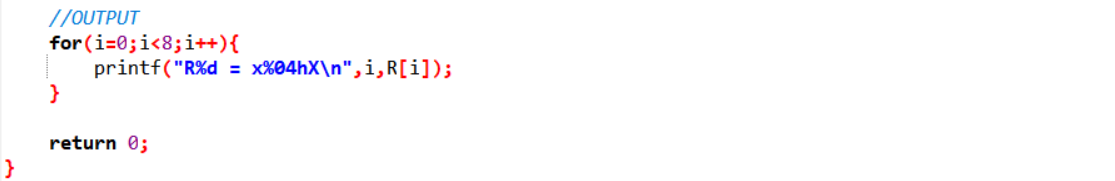 //OUTPUT
for(i=0;i<8;i++){
printf("R%d = x%04hX\n",i,R[i]);
}
return 0;
}